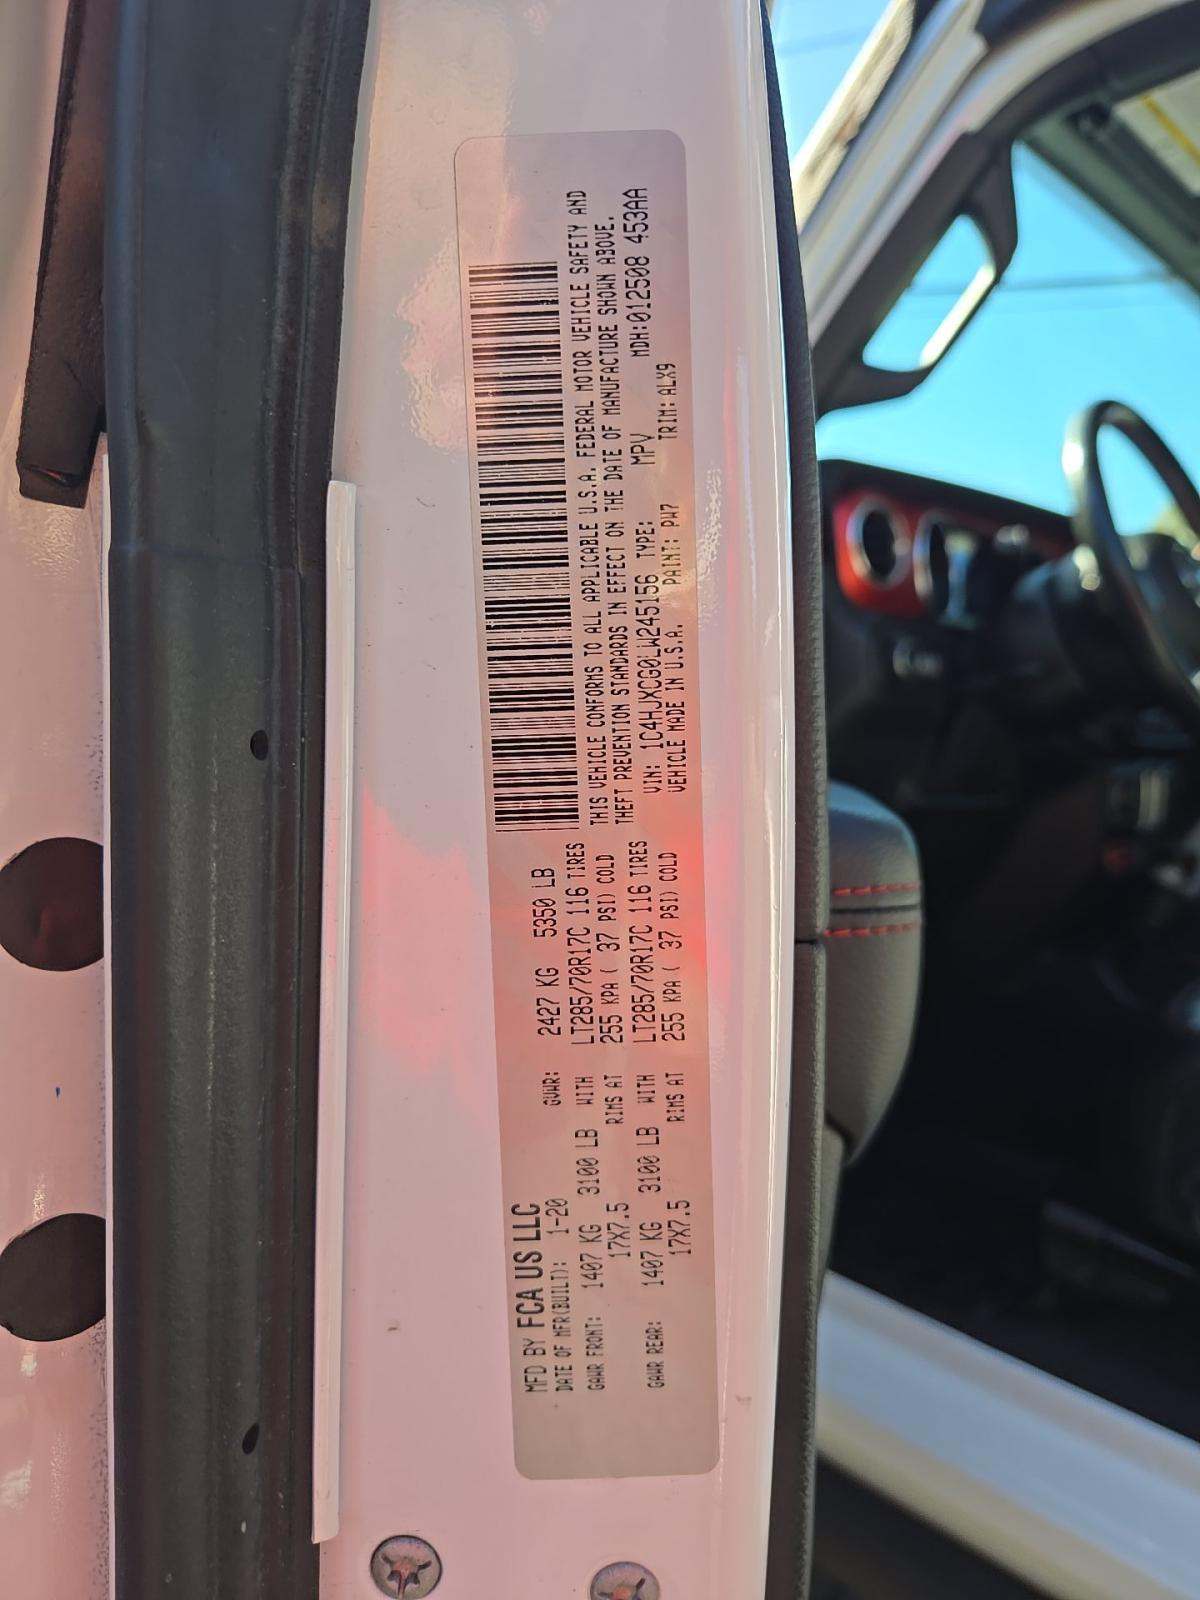 MFD BY FCA US LLC
DATE OF MFR(BUILT): 1-20 GVWR: 2427 KG 5350 LB
GAWR FRONT: 1407 KG 3100 LB WITH LT285/70R17C 116 TIRES
17X7.5 RIMS AT 255 KPA ( 37 PSI) COLD
GAWR REAR: 1407 KG 3100 LB WITH LT285/70R17C 116 TIRES
17X7.5 RIMS AT 255 KPA ( 37 PSI) COLD
THIS VEHICLE CONFORMS TO ALL APPLICABLE U.S.A. FEDERAL MOTOR VEHICLE SAFETY AND
THEFT PREVENTION STANDARDS IN EFFECT ON THE DATE OF MANUFACTURE SHOWN ABOVE.
VIN: 1C4HJXCG0LW245156 TYPE: MPV MDH:012508 453AA
VEHICLE MADE IN U.S.A. PAINT: PW7 TRIM: ALX9